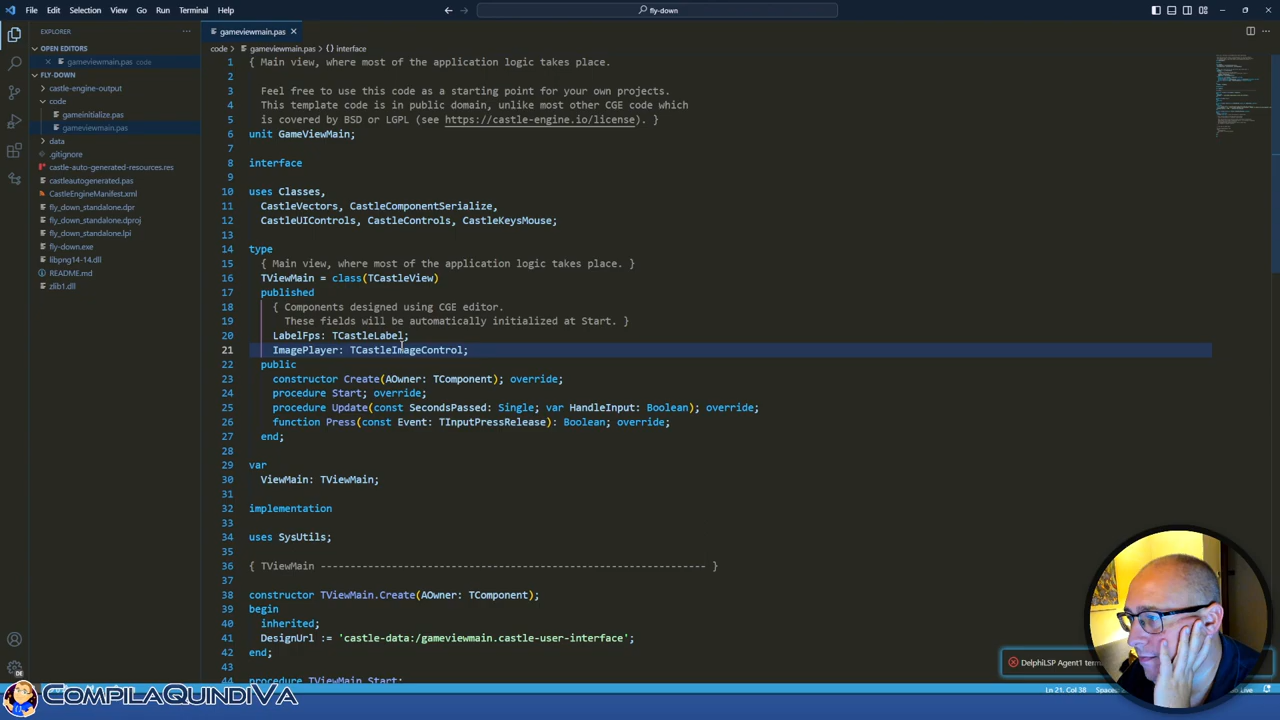 File Edit Selection View Go Run Terminal Help
fly-down
EXPLORER
gameviewmain.pas
OPEN EDITORS
gameviewmain.pas code
FLY-DOWN
castle-engine-output
code
gameinitialize.pas
gameviewmain.pas
data
.gitignore
castle-auto-generated-resources.res
castleautogenerated.pas
CastleEngineManifest.xml
fly_down_standalone.dpr
fly_down_standalone.dproj
fly_down_standalone.lpi
fly-down.exe
libpng14-14.dll
README.md
zlib1.dll
code > gameviewmain.pas > interface
1 { Main view, where most of the application logic takes place.
2
3 Feel free to use this code as a starting point for your own projects.
4 This template code is in public domain, unlike most other CGE code which
5 is covered by BSD or LGPL (see https://castle-engine.io/license). }
6 unit GameViewMain;
7
8 interface
9
10 uses Classes,
11 CastleVectors, CastleComponentSerialize,
12 CastleUIControls, CastleControls, CastleKeysMouse;
13
14 type
15 { Main view, where most of the application logic takes place. }
16 TViewMain = class(TCastleView)
17 published
18 { Components designed using CGE editor.
19 These fields will be automatically initialized at Start. }
20 LabelFps: TCastleLabel;
21 ImagePlayer: TCastleImageControl;
22 public
23 constructor Create(AOwner: TComponent); override;
24 procedure Start; override;
25 procedure Update(const SecondsPassed: Single; var HandleInput: Boolean); override;
26 function Press(const Event: TInputPressRelease): Boolean; override;
27 end;
28
29 var
30 ViewMain: TViewMain;
31
32 implementation
33
34 uses SysUtils;
35
36 { TViewMain ----------------------------------------------------------------- }
37
38 constructor TViewMain.Create(AOwner: TComponent);
39 begin
40 inherited;
41 DesignUrl := 'castle-data:/gameviewmain.castle-user-interface';
42 end;
43
44 procedure TViewMain.Start;
DelphiLSP Agent1
DE
COMPILAQUINDIVA
Ln 21, Col 38